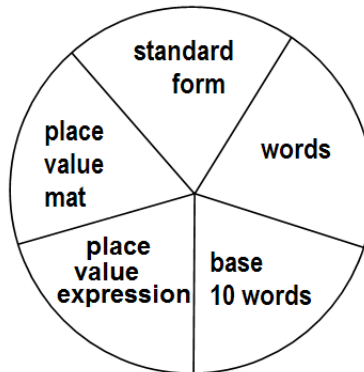 standard
form
words
place
value
mat
place
value
expression
base
10 words